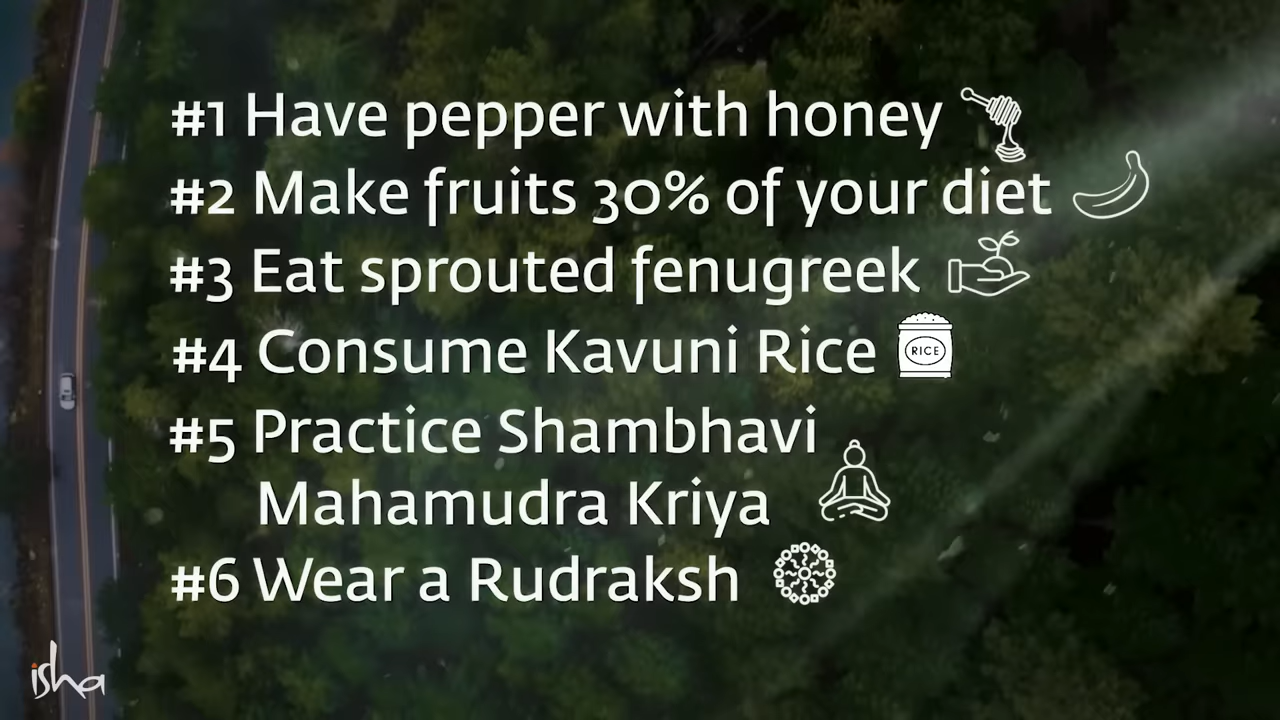 #1 Have pepper with honey
#2 Make fruits 30% of your diet
#3 Eat sprouted fenugreek
#4 Consume Kavuni Rice
RICE
#5 Practice Shambhavi
Mahamudra Kriya
#6 Wear a Rudraksh
isha